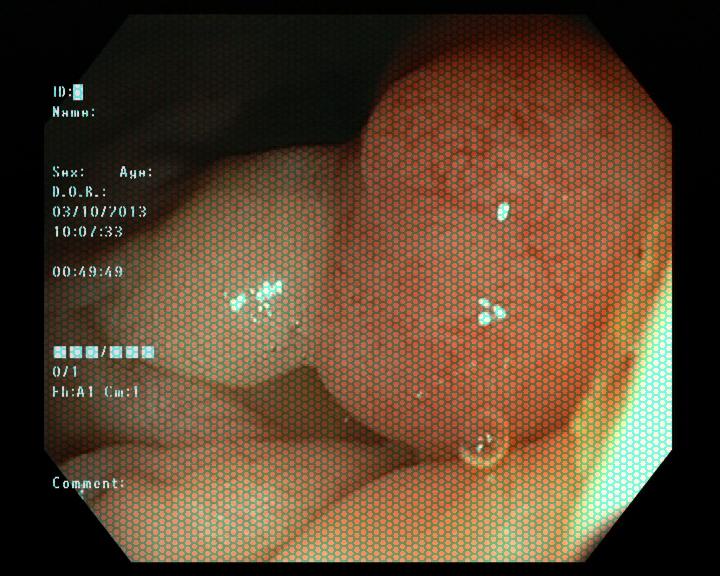 ID:
Name:
Sex: Age:
D.O.B.:
03/10/2013
10:07:33
00:49:49
0/1
Eh:A1 Cm:1
Comment: